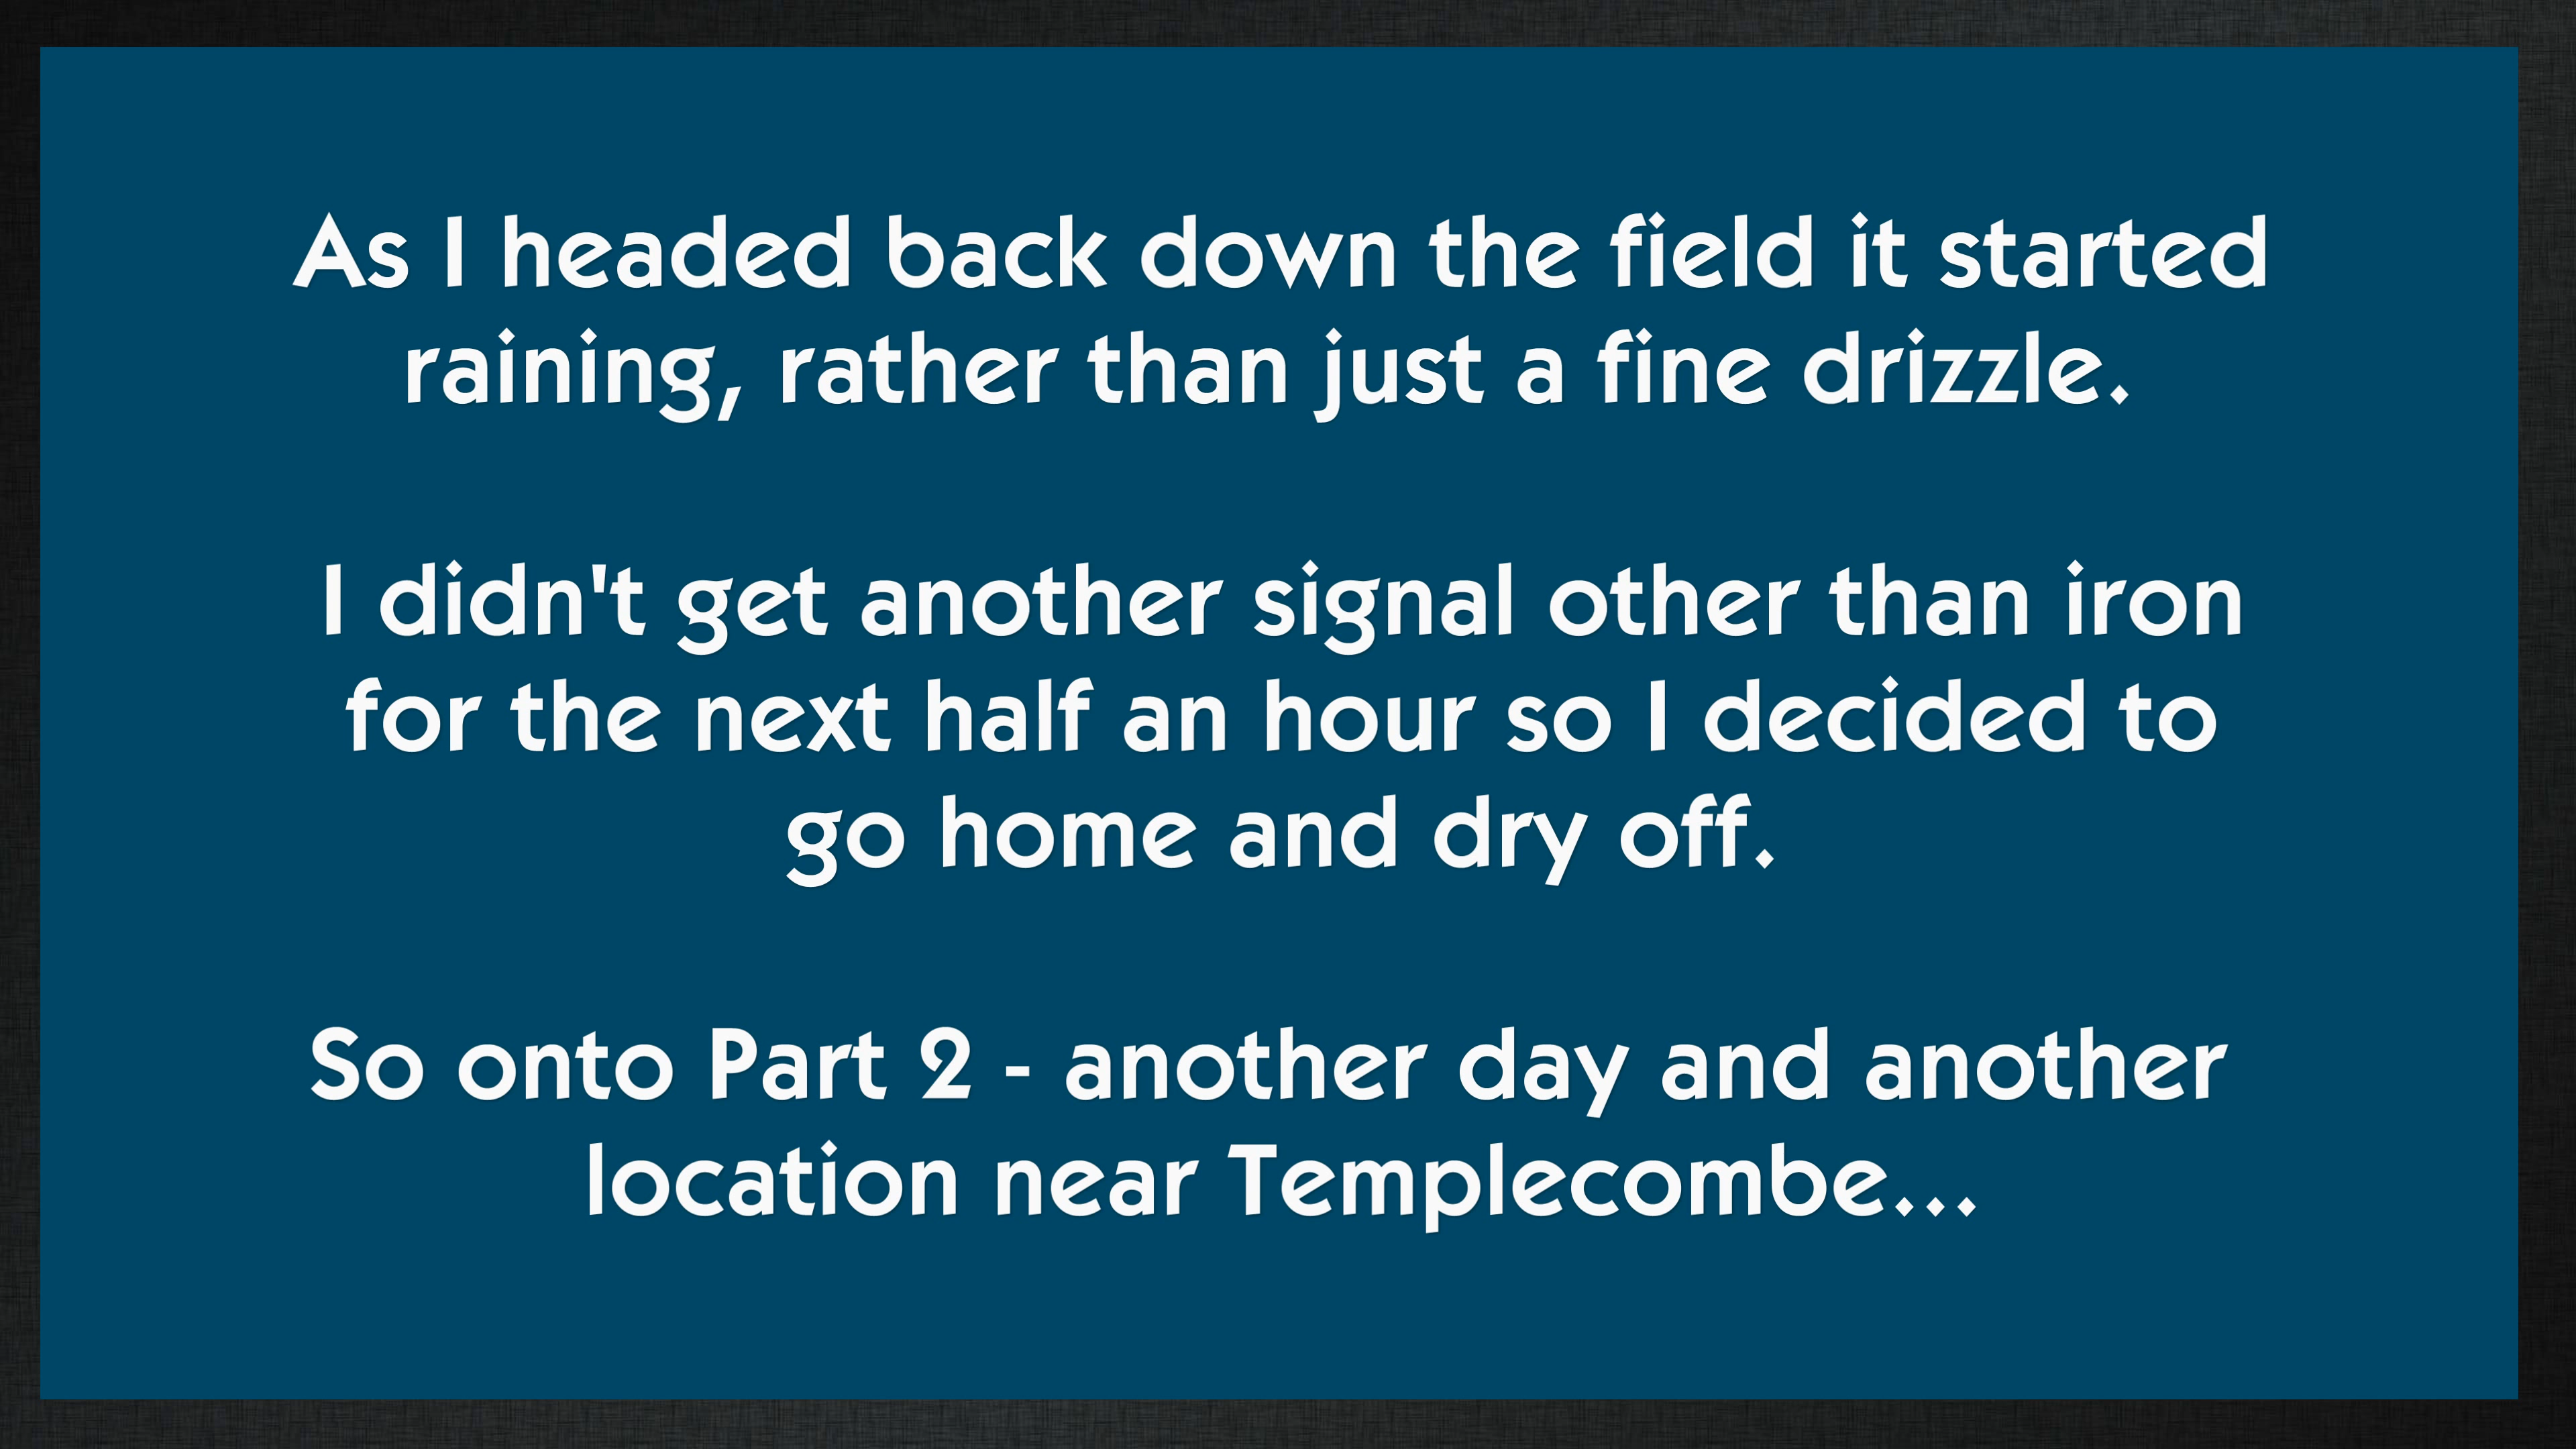 As I headed back down the field it started
raining, rather than just a fine drizzle.
I didn't get another signal other than iron
for the next half an hour so I decided to
go home and dry off.
So onto Part 2 - another day and another
location near Templecombe...